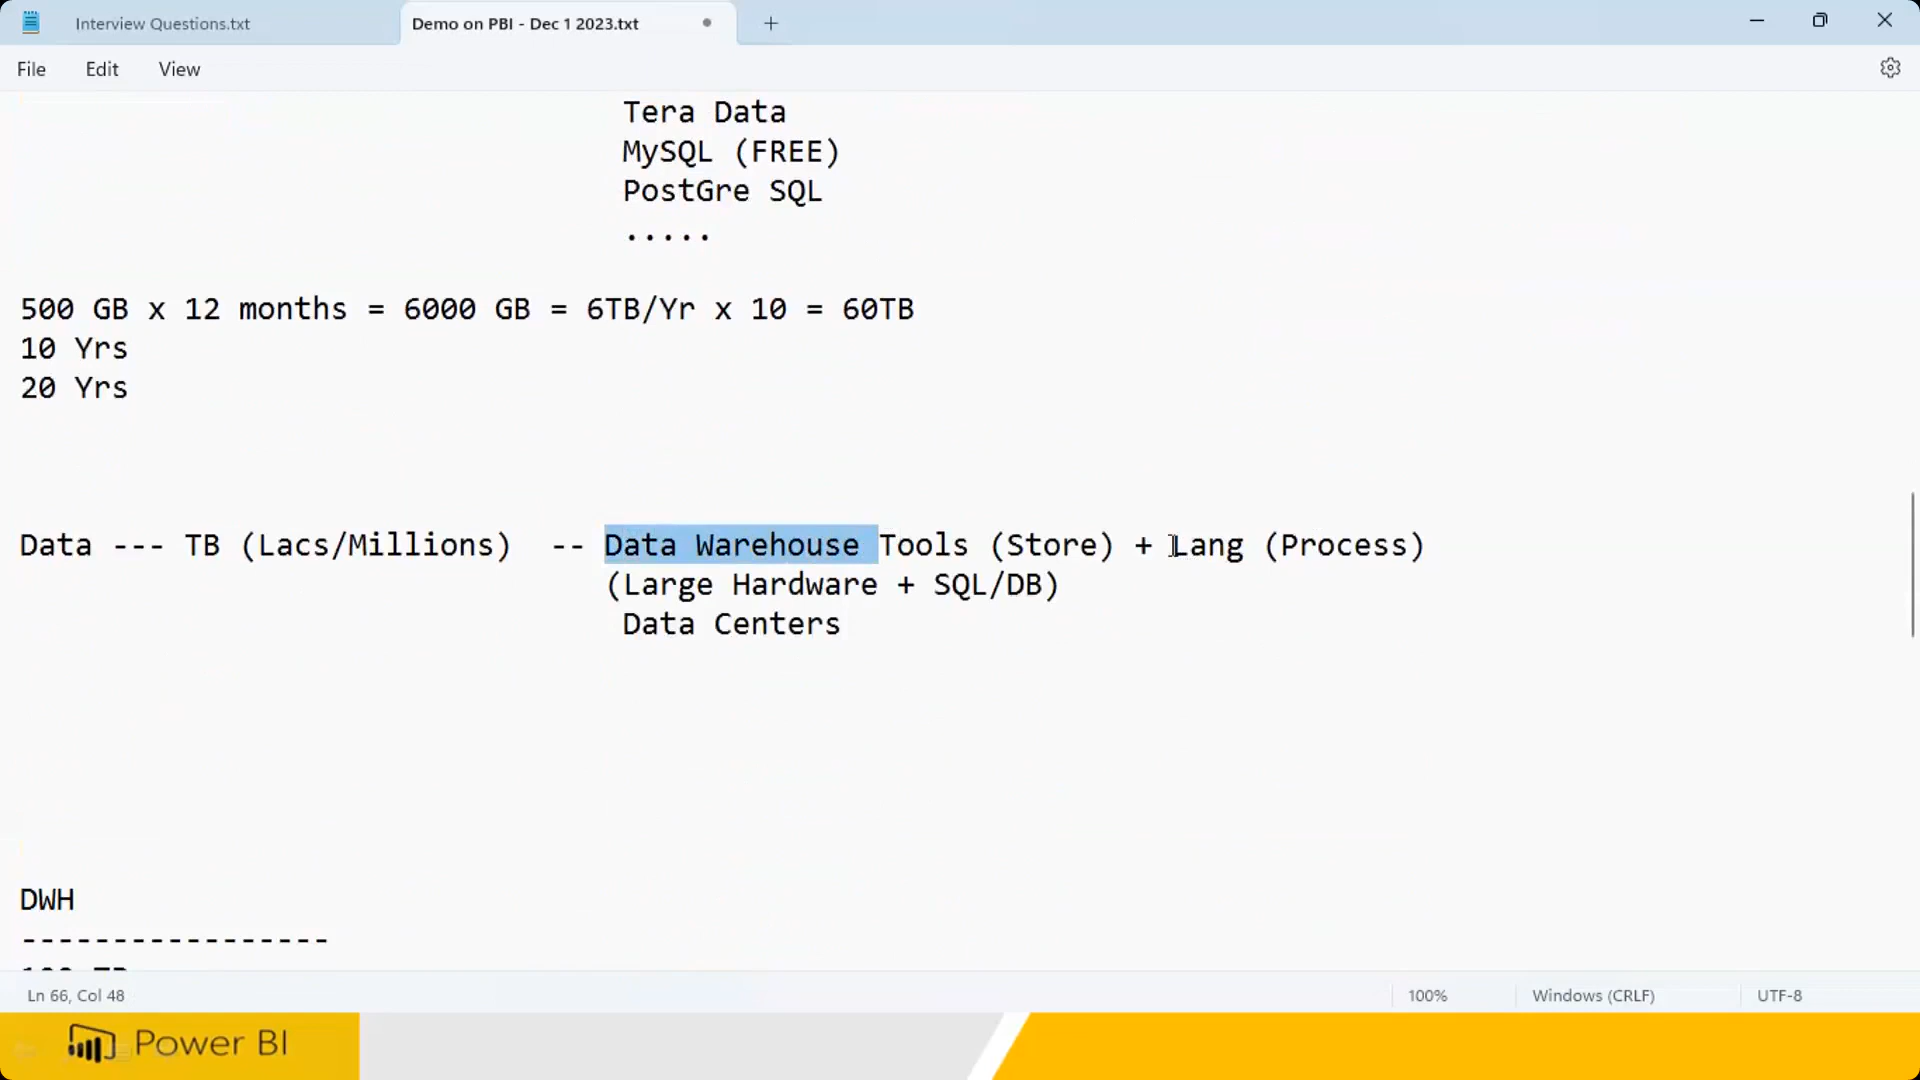 Interview Questions.txt
Demo on PBI - Dec 1 2023.txt
File Edit View
Tera Data
MySQL (FREE)
PostGre SQL
.....
500 GB x 12 months = 6000 GB = 6TB/Yr x 10 = 60TB
10 Yrs
20 Yrs
Data --- TB (Lacs/Millions)  -- Data Warehouse Tools (Store) + Lang (Process)
(Large Hardware + SQL/DB)
Data Centers
DWH
-----------------
Ln 66, Col 48
100%
Windows (CRLF)
UTF-8
Power BI